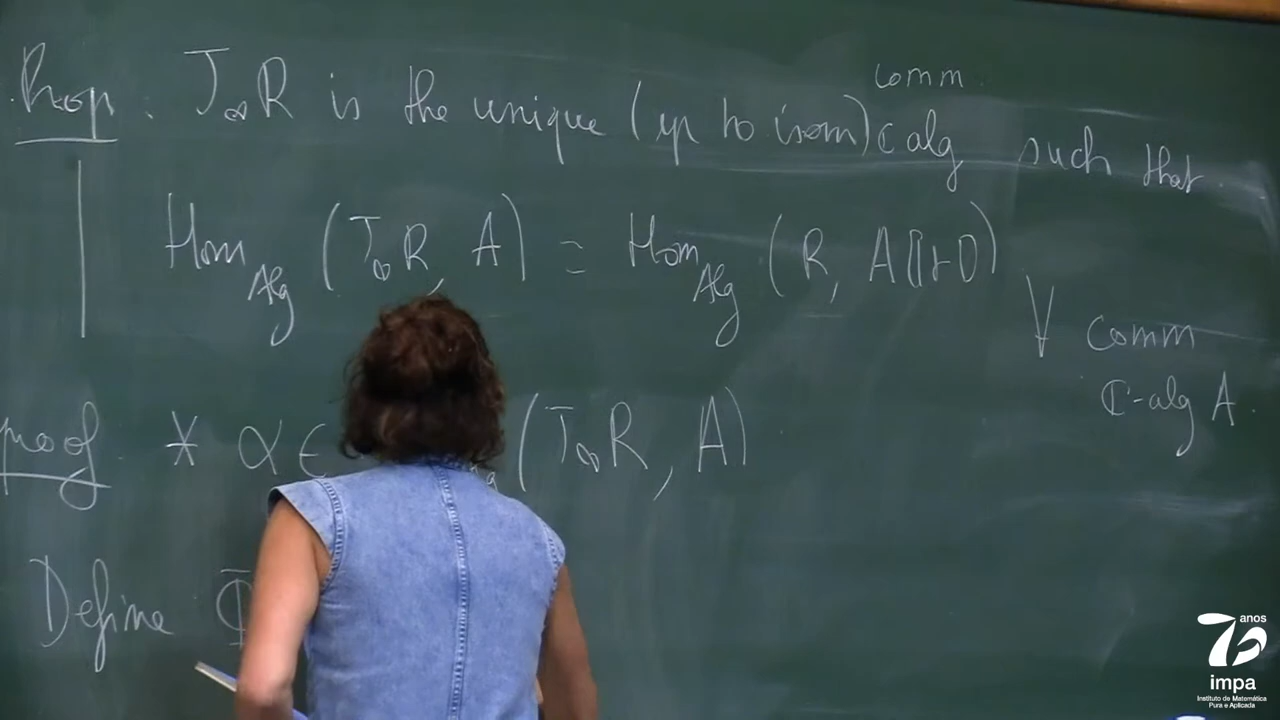 Prop. J∞R is the unique (up to isom) comm C alg such that
Hom_Alg (J∞R, A) = Hom_Alg (R, A[[t]])
∀ comm
ℂ-alg A.
proof * α ∈ (J∞R, A)
Define Φ
70 anos
impa
Instituto de Matemática
Pura e Aplicada